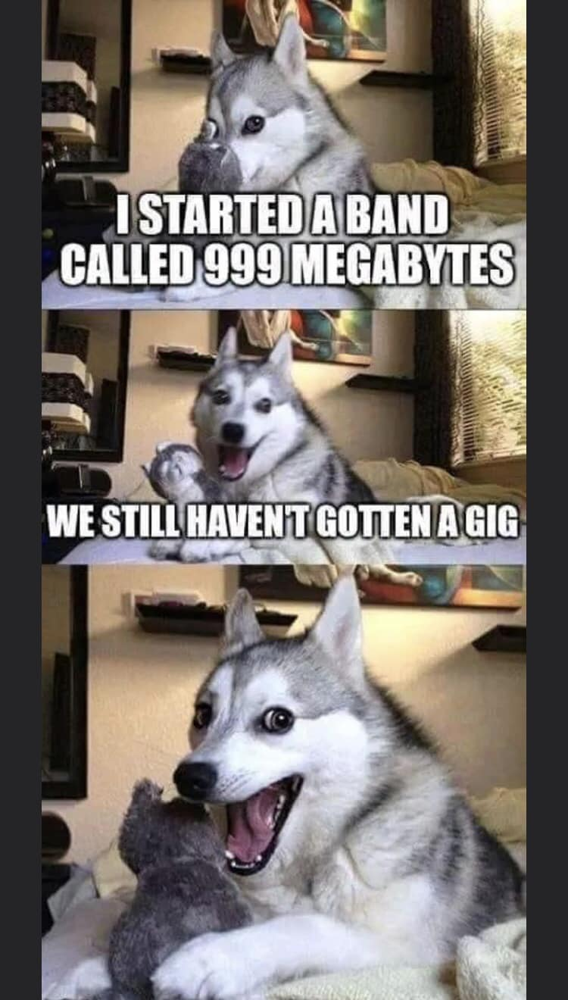 I STARTED A BAND
CALLED 999 MEGABYTES
WE STILL HAVEN'T GOTTEN A GIG